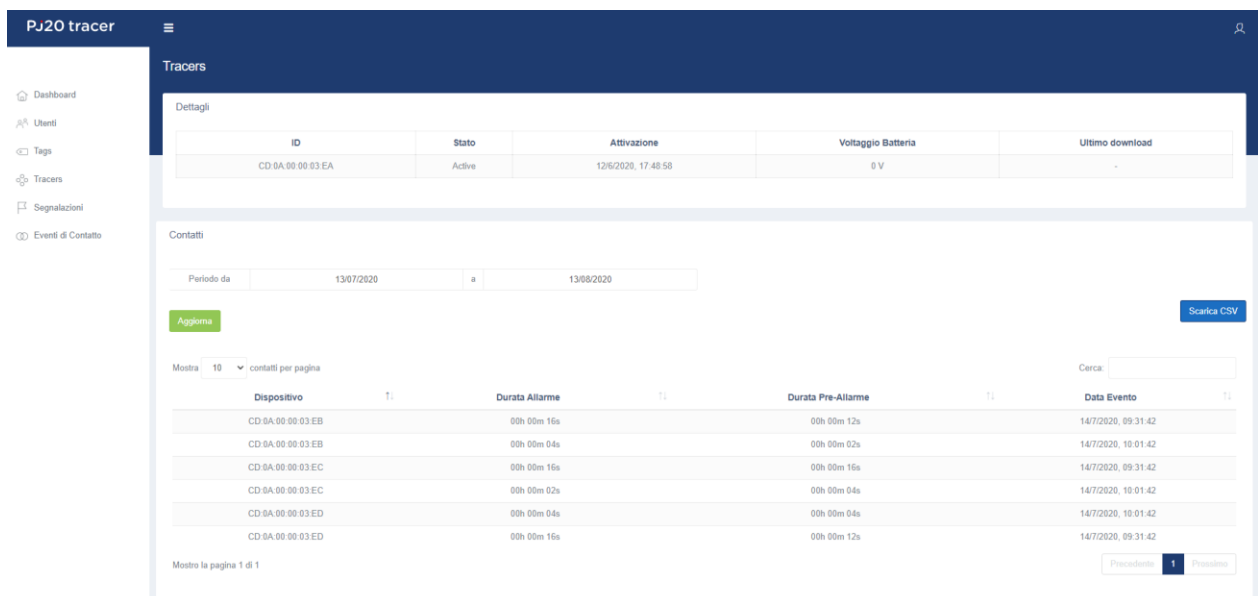 PJ20 tracer
Tracers
Dashboard
Utenti
Tags
Tracers
Segnalazioni
Eventi di Contatto
Dettagli
ID Stato Attivazione Voltaggio Batteria Ultimo download
CD:0A:00:00:03:EA Active 12/6/2020, 17:48:58 0 V -
Contatti
Periodo da 13/07/2020 a 13/08/2020
Aggiorna
Scarica CSV
Mostra 10 contatti per pagina Cerca:
Dispositivo Durata Allarme Durata Pre-Allarme Data Evento
CD:0A:00:00:03:EB 00h 00m 16s 00h 00m 12s 14/7/2020, 09:31:42
CD:0A:00:00:03:EB 00h 00m 04s 00h 00m 02s 14/7/2020, 10:01:42
CD:0A:00:00:03:EC 00h 00m 16s 00h 00m 16s 14/7/2020, 09:31:42
CD:0A:00:00:03:EC 00h 00m 02s 00h 00m 04s 14/7/2020, 10:01:42
CD:0A:00:00:03:ED 00h 00m 04s 00h 00m 04s 14/7/2020, 10:01:42
CD:0A:00:00:03:ED 00h 00m 16s 00h 00m 12s 14/7/2020, 09:31:42
Mostro la pagina 1 di 1 Precedente 1 Prossimo